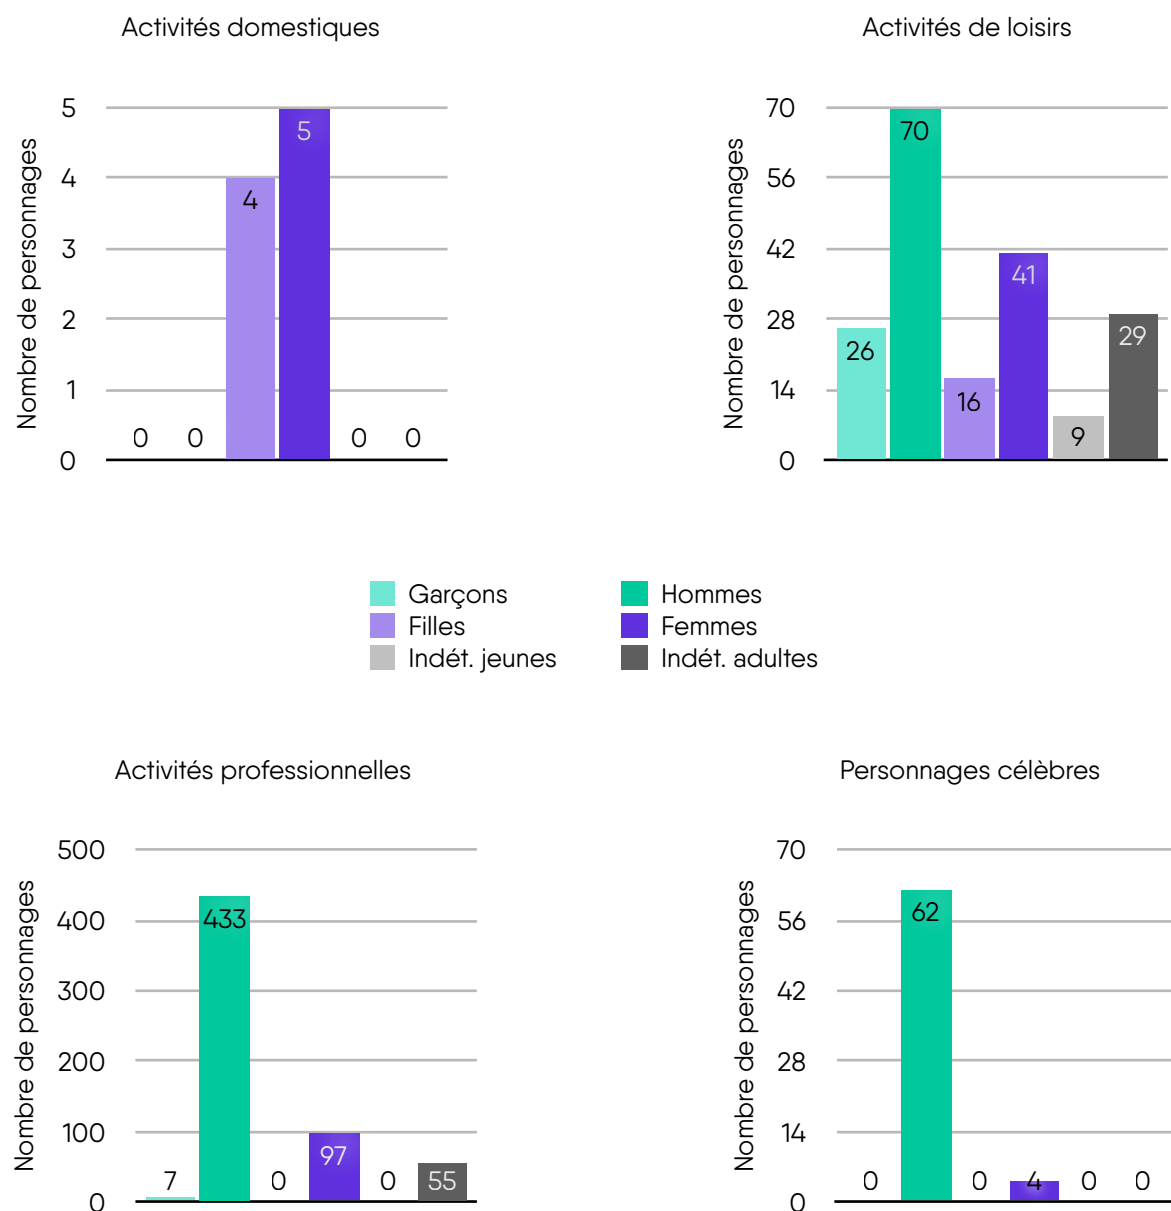 Activités domestiques
Nombre de personnages
5
4
3
2
1
0
0 0 4 5 0 0
Activités de loisirs
Nombre de personnages
70
56
42
28
14
0
26 70 16 41 9 29
Garçons Hommes
Filles Femmes
Indét. jeunes Indét. adultes
Activités professionnelles
Nombre de personnages
500
400
300
200
100
0
7 433 0 97 0 55
Personnages célèbres
Nombre de personnages
70
56
42
28
14
0
0 62 0 4 0 0